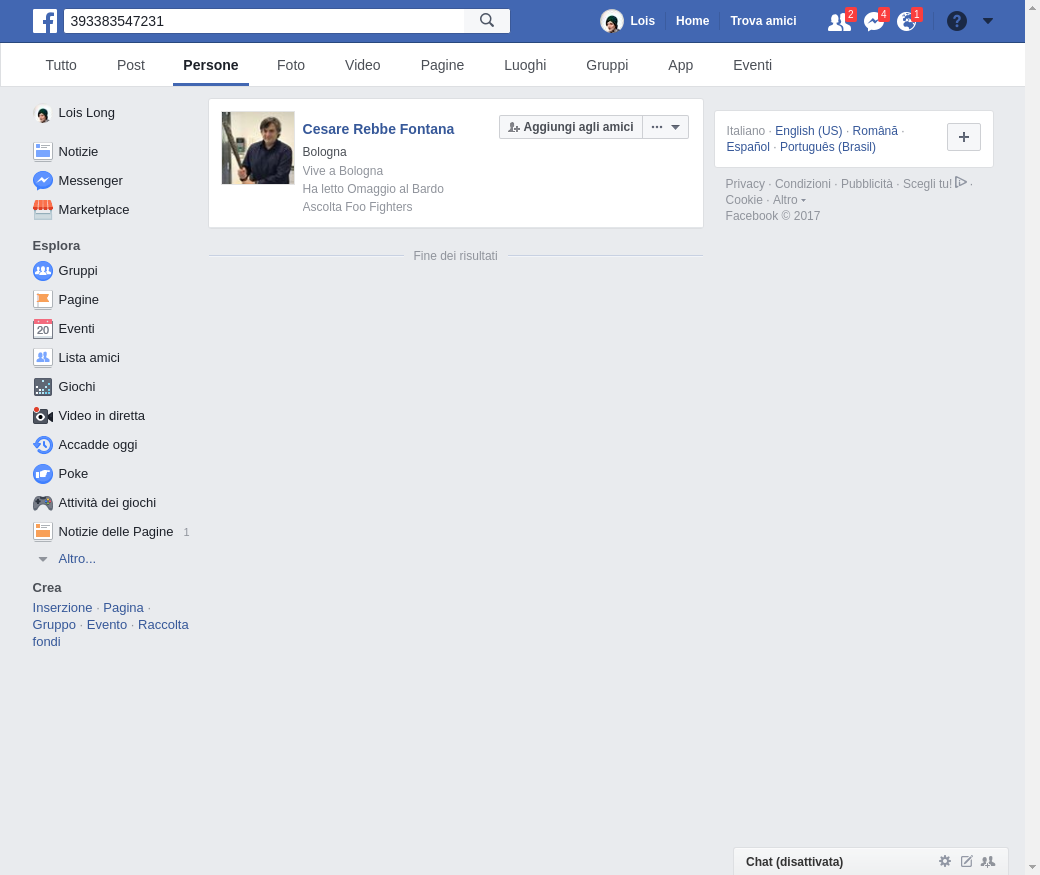 393383547231
Lois
Home
Trova amici
2
4
1
?
Tutto
Post
Persone
Foto
Video
Pagine
Luoghi
Gruppi
App
Eventi
Lois Long
Notizie
Messenger
Marketplace
Esplora
Gruppi
Pagine
20
Eventi
Lista amici
Giochi
Video in diretta
Accadde oggi
Poke
Attività dei giochi
Notizie delle Pagine 1
Altro...
Crea
Inserzione · Pagina ·
Gruppo · Evento · Raccolta
fondi
Cesare Rebbe Fontana
Aggiungi agli amici
Bologna
Vive a Bologna
Ha letto Omaggio al Bardo
Ascolta Foo Fighters
Fine dei risultati
Italiano · English (US) · Română ·
Español · Português (Brasil)
Privacy · Condizioni · Pubblicità · Scegli tu! ·
Cookie · Altro
Facebook © 2017
Chat (disattivata)